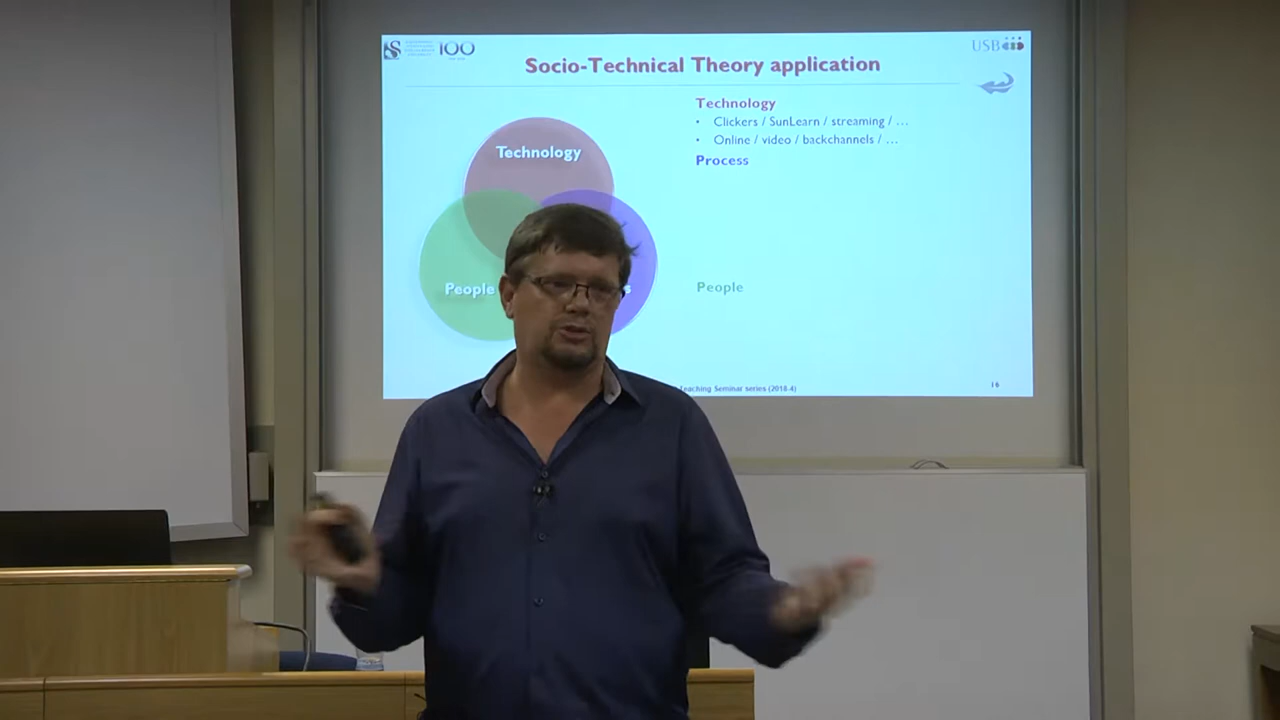 100
USB
Socio-Technical Theory application
Technology
• Clickers / SunLearn / streaming / ...
• Online / video / backchannels / ...
Process
People
Technology
People
s
Teaching Seminar series (2018-4)
16